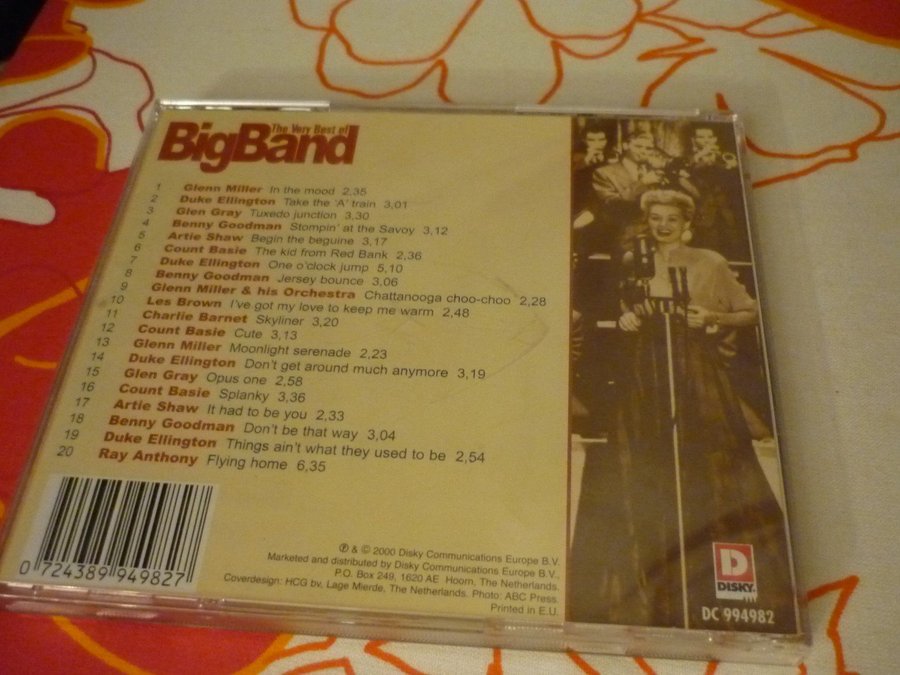 The Very Best of
BigBand
1 Glenn Miller In the mood 2,35
2 Duke Ellington Take the 'A' train 3,01
3 Glen Gray Tuxedo junction 3,30
4 Benny Goodman Stompin' at the Savoy 3,12
5 Artie Shaw Begin the beguine 3,17
6 Count Basie The kid from Red Bank 2,36
7 Duke Ellington One o'clock jump 5,10
8 Benny Goodman Jersey bounce 3,06
9 Glenn Miller & his Orchestra Chattanooga choo-choo 2,28
10 Les Brown I've got my love to keep me warm 2,48
11 Charlie Barnet Skyliner 3,20
12 Count Basie Cute 3,13
13 Glenn Miller Moonlight serenade 2,23
14 Duke Ellington Don't get around much anymore 3,19
15 Glen Gray Opus one 2,58
16 Count Basie Splanky 3,36
17 Artie Shaw It had to be you 2,33
18 Benny Goodman Don't be that way 3,04
19 Duke Ellington Things ain't what they used to be 2,54
20 Ray Anthony Flying home 6,35
0 724389 949827
℗ & © 2000 Disky Communications Europe B.V.
Marketed and distributed by Disky Communications Europe B.V.,
P.O. Box 249, 1620 AE Hoorn, The Netherlands.
Coverdesign: HCG bv, Lage Mierde, The Netherlands. Photo: ABC Press.
Printed in E.U.
D
DISKY
DC 994982